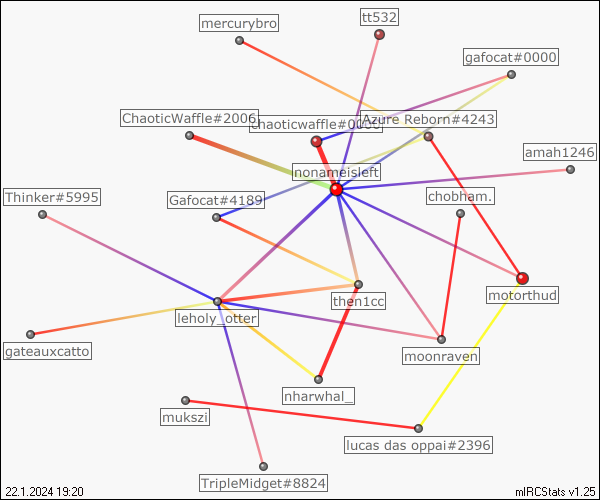 mercurybro
tt532
gafocat#0000
ChaoticWaffle#2006
chaoticwaffle#0000
Azure Reborn#4243
nonameisleft
amah1246
Thinker#5995
Gafocat#4189
chobham.
then1cc
motorthud
leholy_otter
gateauxcatto
moonraven
nharwhal_
mukszi
lucas das oppai#2396
TripleMidget#8824
22.1.2024 19:20
mIRCStats v1.25